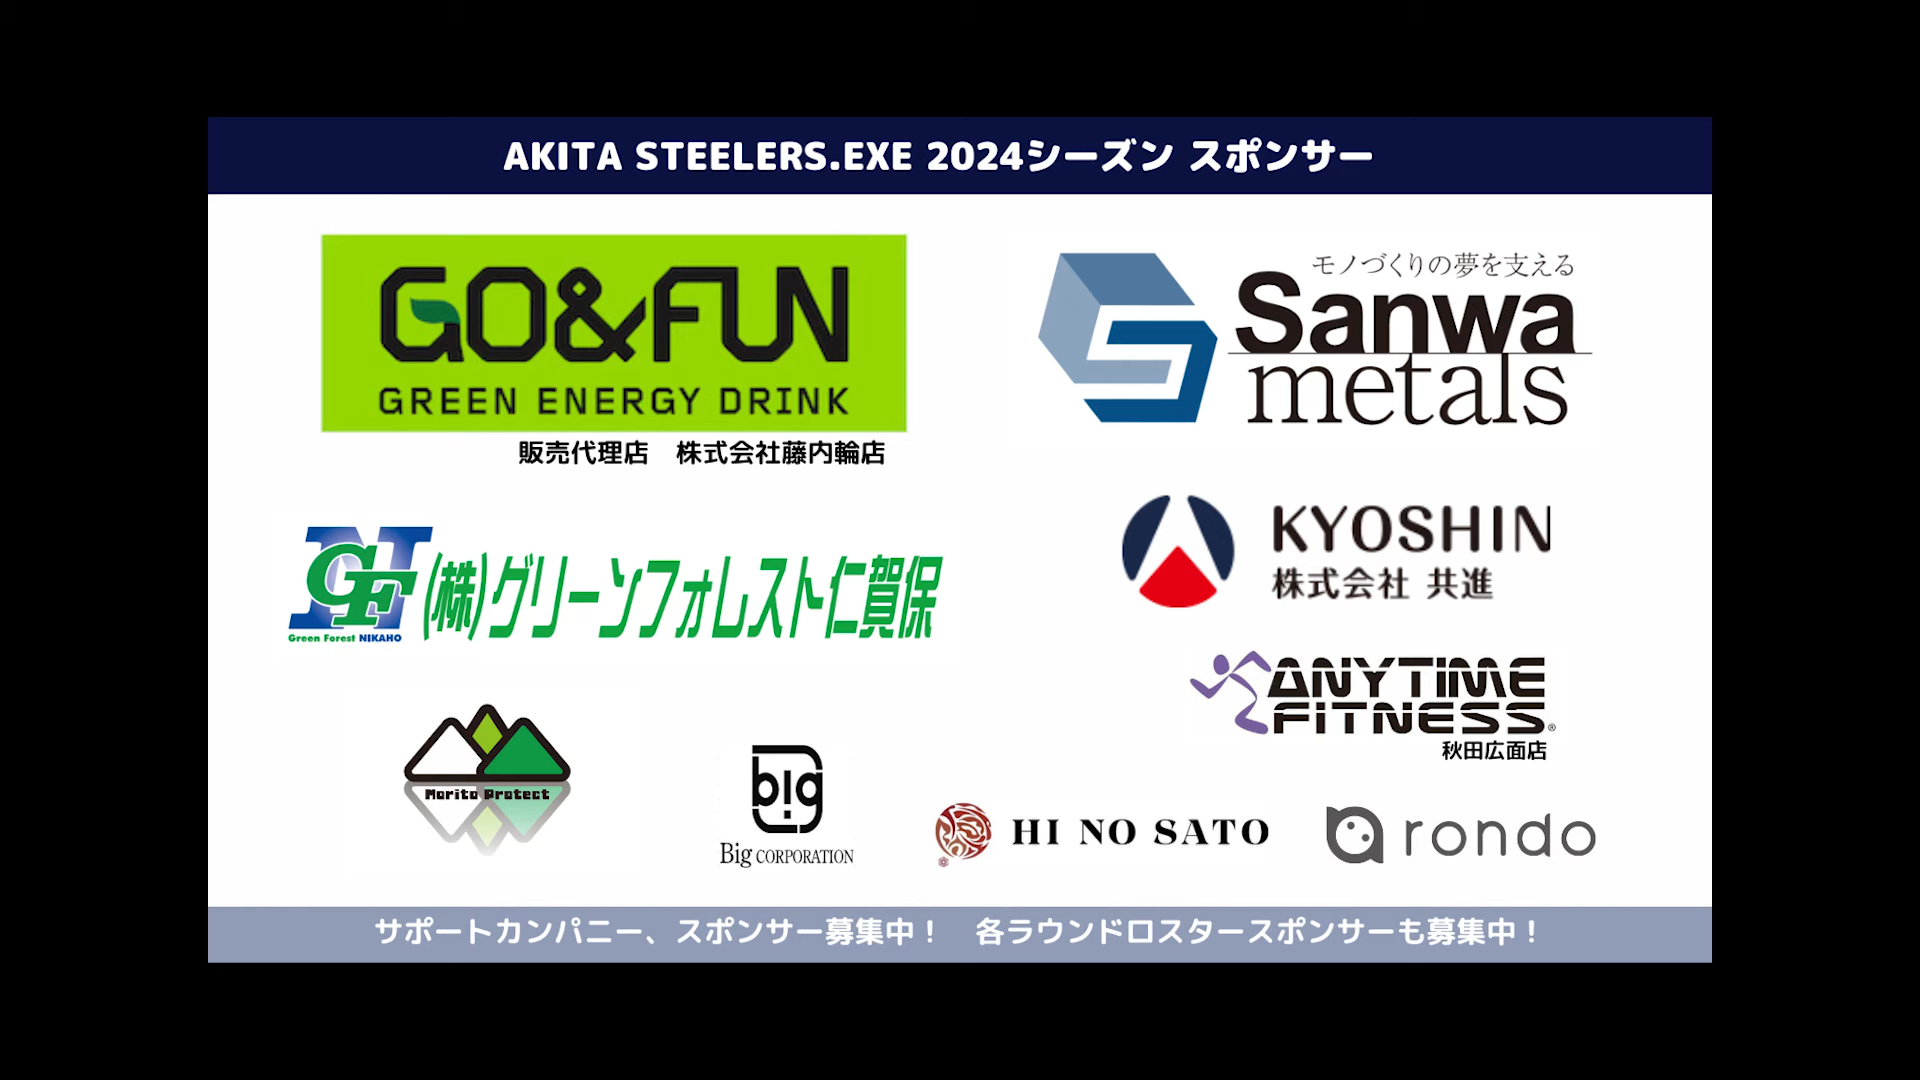 AKITA STEELERS.EXE 2024シーズン スポンサー
GO&FUN
GREEN ENERGY DRINK
販売代理店　株式会社藤内輪店
モノづくりの夢を支える
Sanwa
metals
GFN
Green Forest NIKAHO
(株)グリーンフォレスト仁賀保
KYOSHIN
株式会社 共進
ANYTIME
FITNESS®
秋田広面店
Morito Protect
big
Big CORPORATION
HI NO SATO
rondo
サポートカンパニー、スポンサー募集中！　各ラウンドロスタースポンサーも募集中！